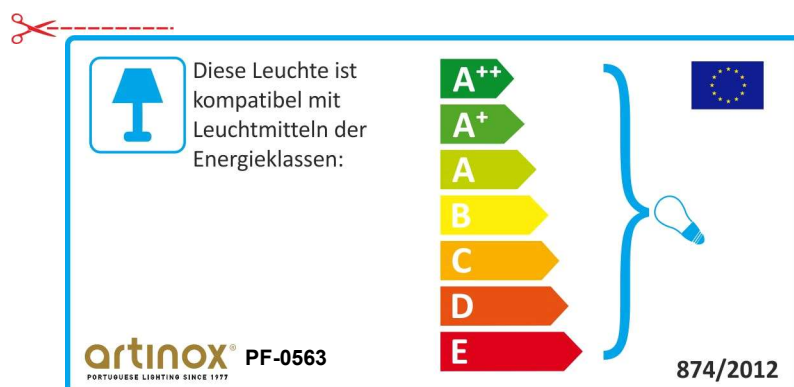 Diese Leuchte ist
kompatibel mit
Leuchtmitteln der
Energieklassen:
A++
A+
A
B
C
D
E
artinox® PF-0563
PORTUGUESE LIGHTING SINCE 1977
874/2012